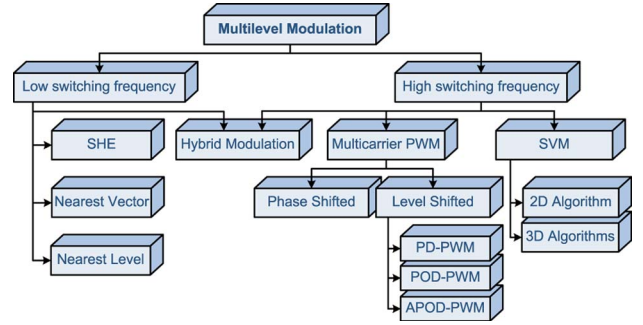 Multilevel Modulation
Low switching frequency
High switching frequency
SHE
Hybrid Modulation
Multicarrier PWM
SVM
Nearest Vector
Phase Shifted
Level Shifted
2D Algorithm
3D Algorithms
Nearest Level
PD-PWM
POD-PWM
APOD-PWM